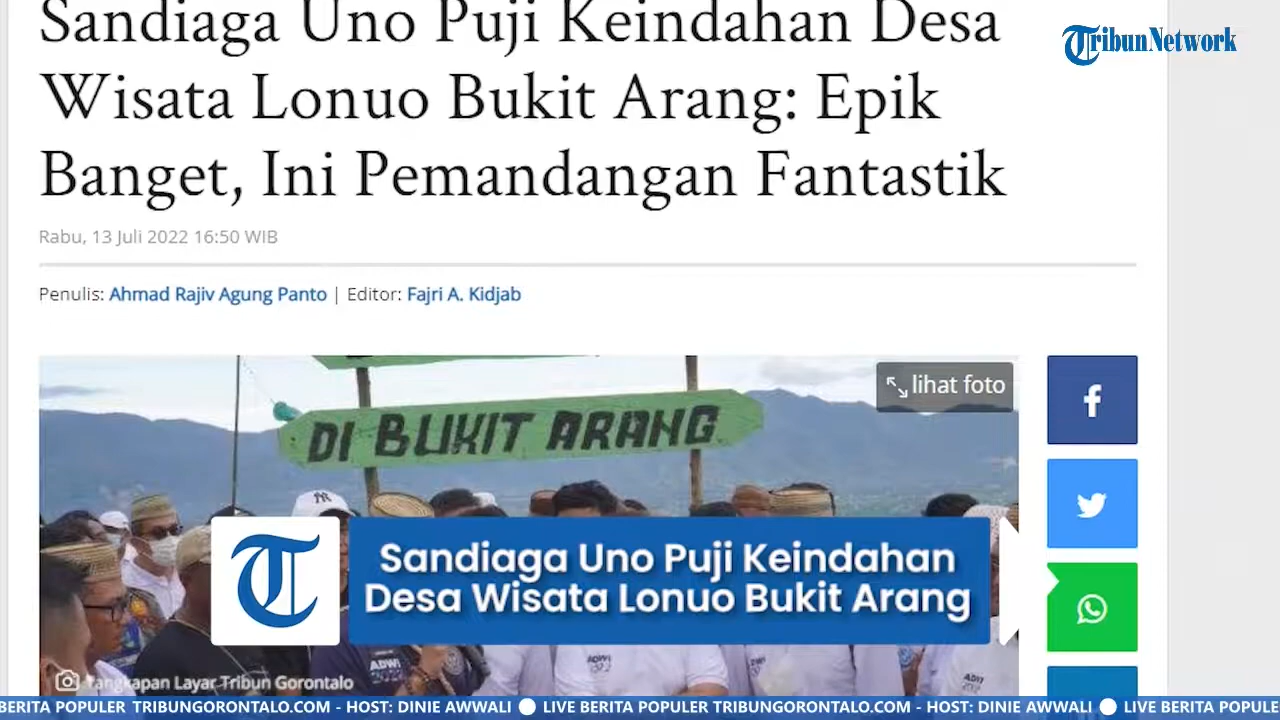 Sandiaga Uno Puji Keindahan Desa
TribunNetwork
Wisata Lonuo Bukit Arang: Epik
Banget, Ini Pemandangan Fantastik
Rabu, 13 Juli 2022 16:50 WIB
Penulis: Ahmad Rajiv Agung Panto | Editor: Fajri A. Kidjab
lihat foto
DI BUKIT ARANG
NY
Sandiaga Uno Puji Keindahan
Desa Wisata Lonuo Bukit Arang
ADWI
ADWI
Tangkapan Layar Tribun Gorontalo
BERITA POPULER TRIBUNGORONTALO.COM - HOST: DINIE AWWALI ⚪ LIVE BERITA POPULER TRIBUNGORONTALO.COM - HOST: DINIE AWWALI ⚪ LIVE BERITA POPULE